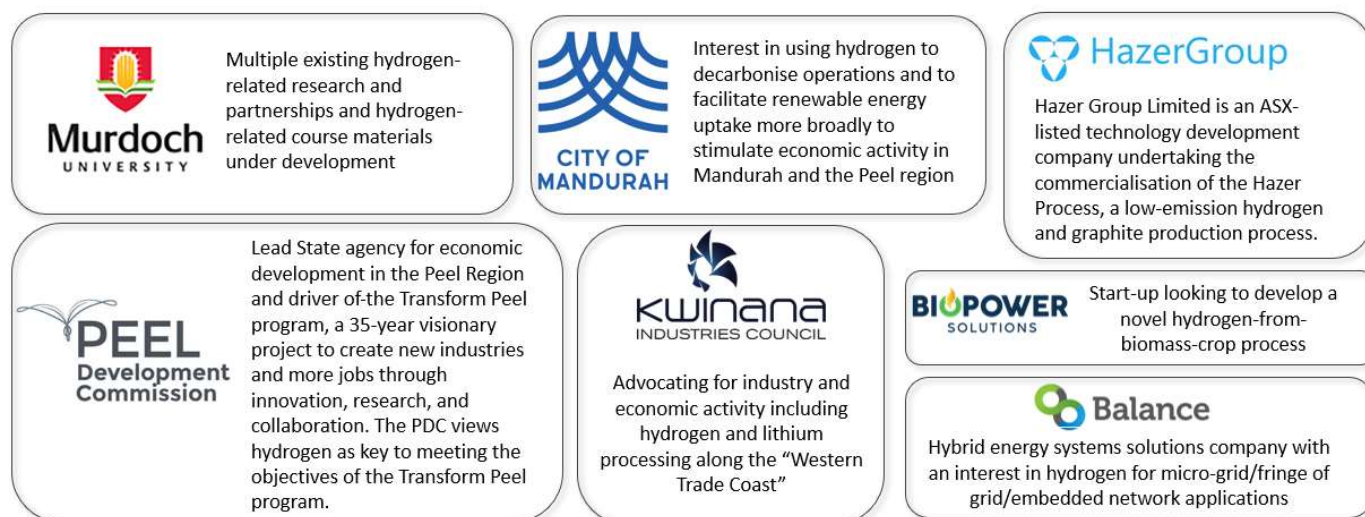 Murdoch
UNIVERSITY
Multiple existing hydrogen-
related research and
partnerships and hydrogen-
related course materials
under development
CITY OF
MANDURAH
Interest in using hydrogen to
decarbonise operations and to
facilitate renewable energy
uptake more broadly to
stimulate economic activity in
Mandurah and the Peel region
HazerGroup
Hazer Group Limited is an ASX-
listed technology development
company undertaking the
commercialisation of the Hazer
Process, a low-emission hydrogen
and graphite production process.
PEEL
Development
Commission
Lead State agency for economic
development in the Peel Region
and driver of-the Transform Peel
program, a 35-year visionary
project to create new industries
and more jobs through
innovation, research, and
collaboration. The PDC views
hydrogen as key to meeting the
objectives of the Transform Peel
program.
KWINANA
INDUSTRIES COUNCIL
Advocating for industry and
economic activity including
hydrogen and lithium
processing along the “Western
Trade Coast”
BIOPOWER
SOLUTIONS
Start-up looking to develop a
novel hydrogen-from-
biomass-crop process
Balance
Hybrid energy systems solutions company with
an interest in hydrogen for micro-grid/fringe of
grid/embedded network applications